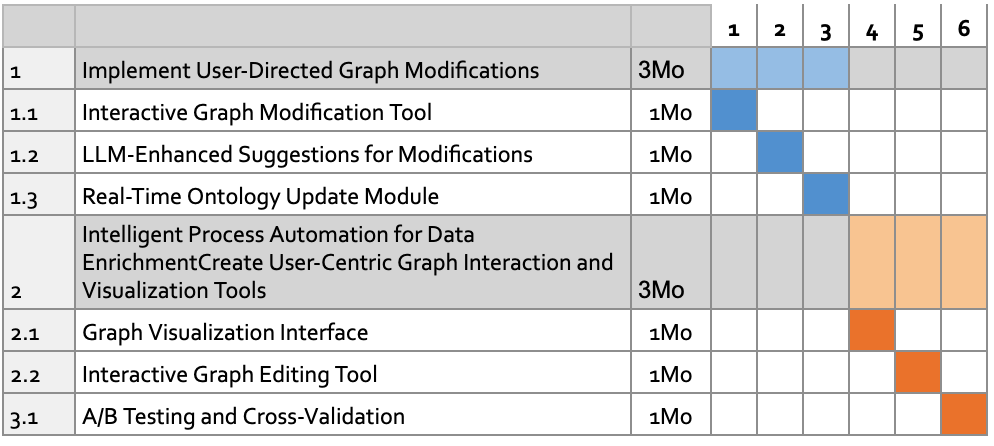 1 2 3 4 5 6
1 Implement User-Directed Graph Modifications 3Mo
1.1 Interactive Graph Modification Tool 1Mo
1.2 LLM-Enhanced Suggestions for Modifications 1Mo
1.3 Real-Time Ontology Update Module 1Mo
Intelligent Process Automation for Data
EnrichmentCreate User-Centric Graph Interaction and
2 Visualization Tools 3Mo
2.1 Graph Visualization Interface 1Mo
2.2 Interactive Graph Editing Tool 1Mo
3.1 A/B Testing and Cross-Validation 1Mo